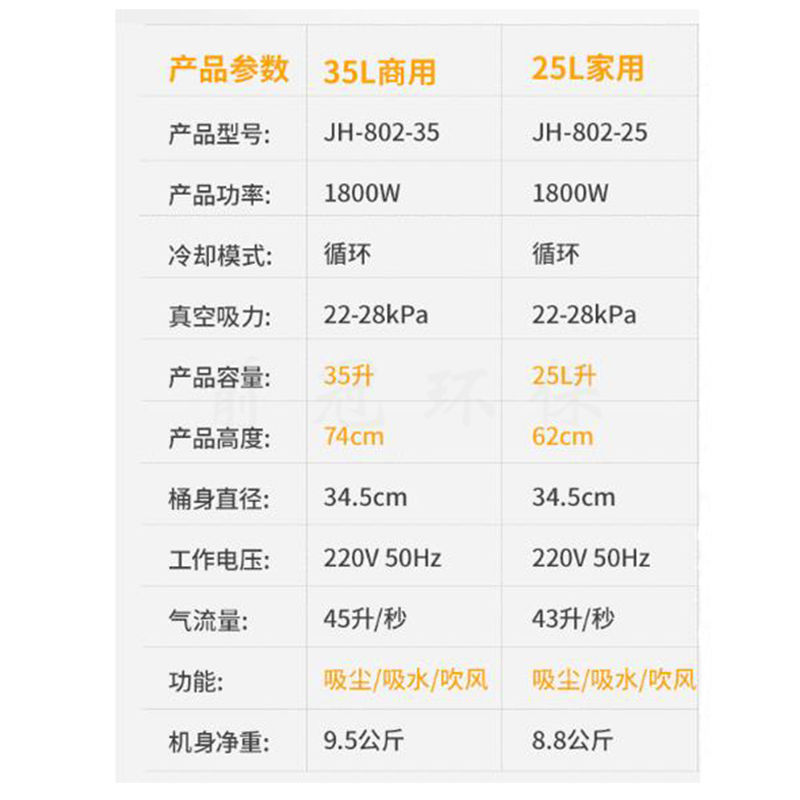 产品参数 35L商用 25L家用
产品型号: JH-802-35 JH-802-25
产品功率: 1800W 1800W
冷却模式: 循环 循环
真空吸力: 22-28kPa 22-28kPa
产品容量: 35升 25L升
产品高度: 74cm 62cm
桶身直径: 34.5cm 34.5cm
工作电压: 220V 50Hz 220V 50Hz
气流量: 45升/秒 43升/秒
功能: 吸尘/吸水/吹风 吸尘/吸水/吹风
机身净重: 9.5公斤 8.8公斤